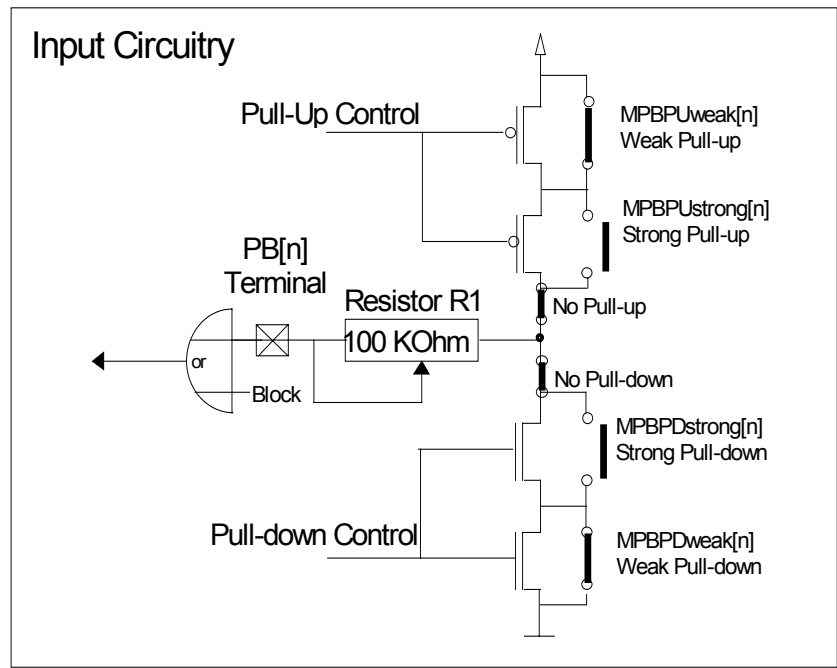 Input Circuitry
Pull-Up Control
MPBPUweak[n]
Weak Pull-up
MPBPUstrong[n]
Strong Pull-up
PB[n]
Terminal
Resistor R1
100 KOhm
No Pull-up
or
Block
No Pull-down
MPBPDstrong[n]
Strong Pull-down
Pull-down Control
MPBPDweak[n]
Weak Pull-down